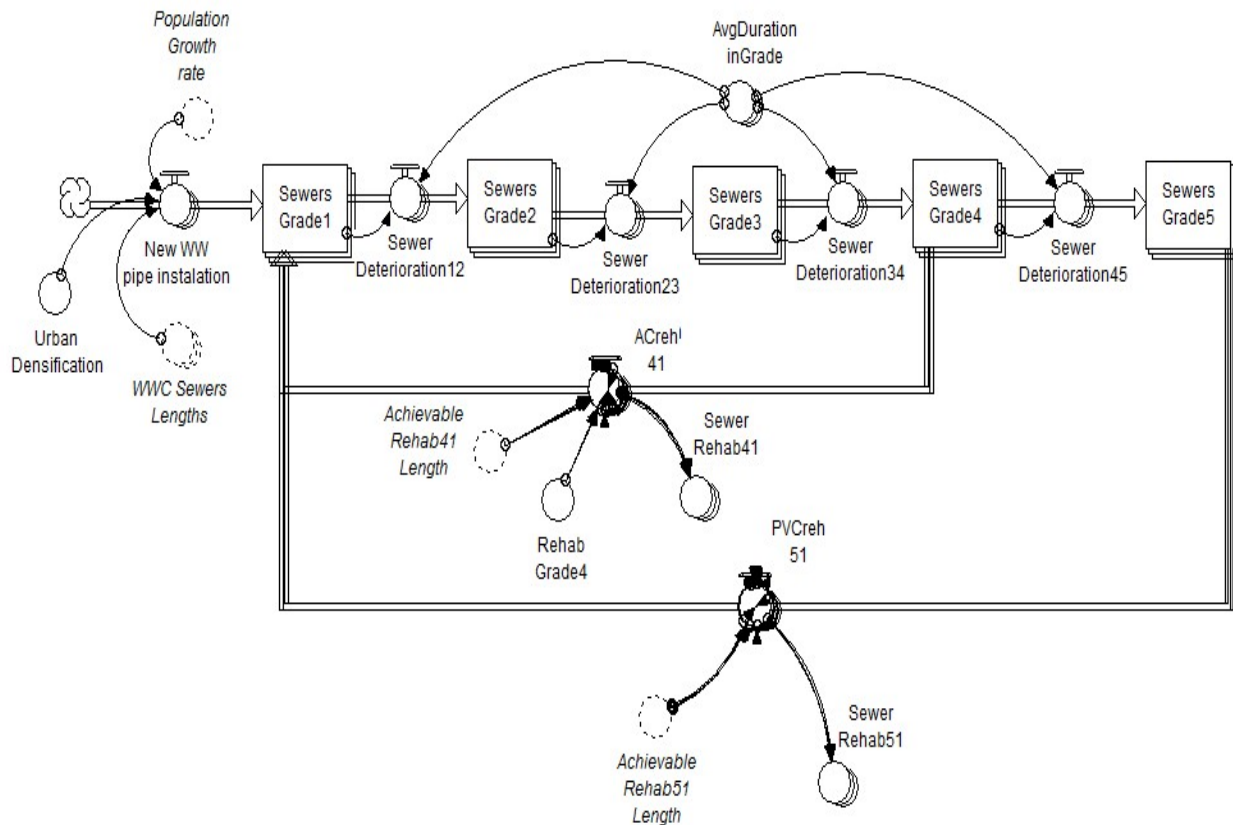 Population
Growth
rate
AvgDuration
inGrade
Sewers
Grade1
Sewers
Grade2
Sewers
Grade3
Sewers
Grade4
Sewers
Grade5
New WW
pipe instalation
Sewer
Deterioration12
Sewer
Deterioration23
Sewer
Deterioration34
Sewer
Deterioration45
Urban
Densification
WWC Sewers
Lengths
ACreh
41
Achievable
Rehab41
Length
Sewer
Rehab41
Rehab
Grade4
PVCreh
51
Achievable
Rehab51
Length
Sewer
Rehab51